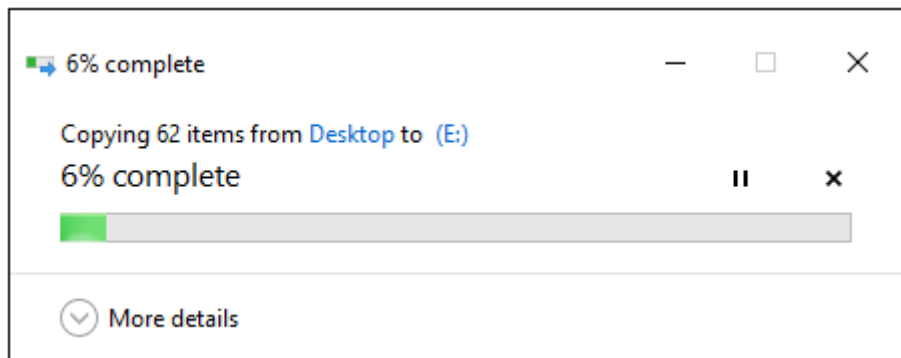 6% complete
Copying 62 items from Desktop to (E:)
6% complete
More details